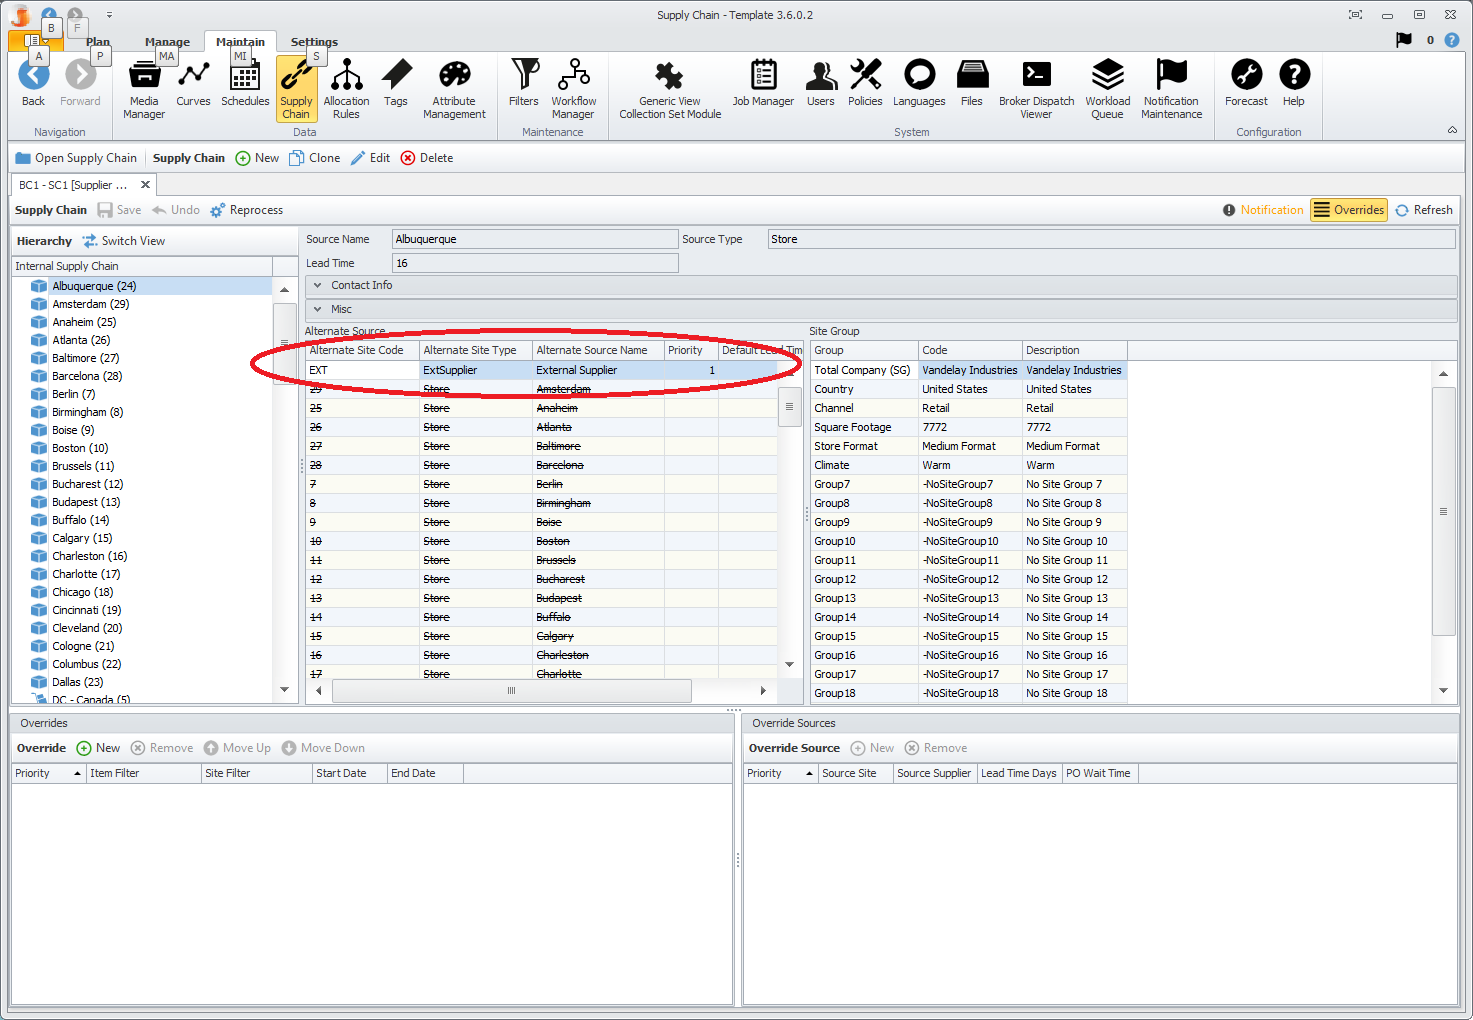 Supply Chain - Template 3.6.0.2
B F
Plan Manage Maintain Settings
0
A P MA MI S
Back Forward
Navigation
Media Manager Curves Schedules Supply Chain Allocation Rules Tags Attribute Management
Data
Filters Workflow Manager
Maintenance
Generic View Collection Set Module Job Manager Users Policies Languages Files Broker Dispatch Viewer Workload Queue Notification Maintenance
System
Forecast Help
Configuration
Open Supply Chain Supply Chain New Clone Edit Delete
BC1 - SC1 [Supplier ...
Supply Chain Save Undo Reprocess Notification Overrides Refresh
Hierarchy Switch View
Internal Supply Chain
Albuquerque (24)
Amsterdam (29)
Anaheim (25)
Atlanta (26)
Baltimore (27)
Barcelona (28)
Berlin (7)
Birmingham (8)
Boise (9)
Boston (10)
Brussels (11)
Bucharest (12)
Budapest (13)
Buffalo (14)
Calgary (15)
Charleston (16)
Charlotte (17)
Chicago (18)
Cincinnati (19)
Cleveland (20)
Cologne (21)
Columbus (22)
Dallas (23)
DC - Canada (5)
Source Name Albuquerque Source Type Store
Lead Time 16
Contact Info
Misc
Alternate Source
Alternate Site Code Alternate Site Type Alternate Source Name Priority Default Lead Tim
EXT ExtSupplier External Supplier 1
29 Store Amsterdam
25 Store Anaheim
26 Store Atlanta
27 Store Baltimore
28 Store Barcelona
7 Store Berlin
8 Store Birmingham
9 Store Boise
10 Store Boston
11 Store Brussels
12 Store Bucharest
13 Store Budapest
14 Store Buffalo
15 Store Calgary
16 Store Charleston
17 Store Charlotte
Site Group
Group Code Description
Total Company (SG) Vandelay Industries Vandelay Industries
Country United States United States
Channel Retail Retail
Square Footage 7772 7772
Store Format Medium Format Medium Format
Climate Warm Warm
Group7 -NoSiteGroup7 No Site Group 7
Group8 -NoSiteGroup8 No Site Group 8
Group9 -NoSiteGroup9 No Site Group 9
Group10 -NoSiteGroup10 No Site Group 10
Group11 -NoSiteGroup11 No Site Group 11
Group12 -NoSiteGroup12 No Site Group 12
Group13 -NoSiteGroup13 No Site Group 13
Group14 -NoSiteGroup14 No Site Group 14
Group15 -NoSiteGroup15 No Site Group 15
Group16 -NoSiteGroup16 No Site Group 16
Group17 -NoSiteGroup17 No Site Group 17
Group18 -NoSiteGroup18 No Site Group 18
Overrides
Override New Remove Move Up Move Down
Priority Item Filter Site Filter Start Date End Date
Override Sources
Override Source New Remove
Priority Source Site Source Supplier Lead Time Days PO Wait Time